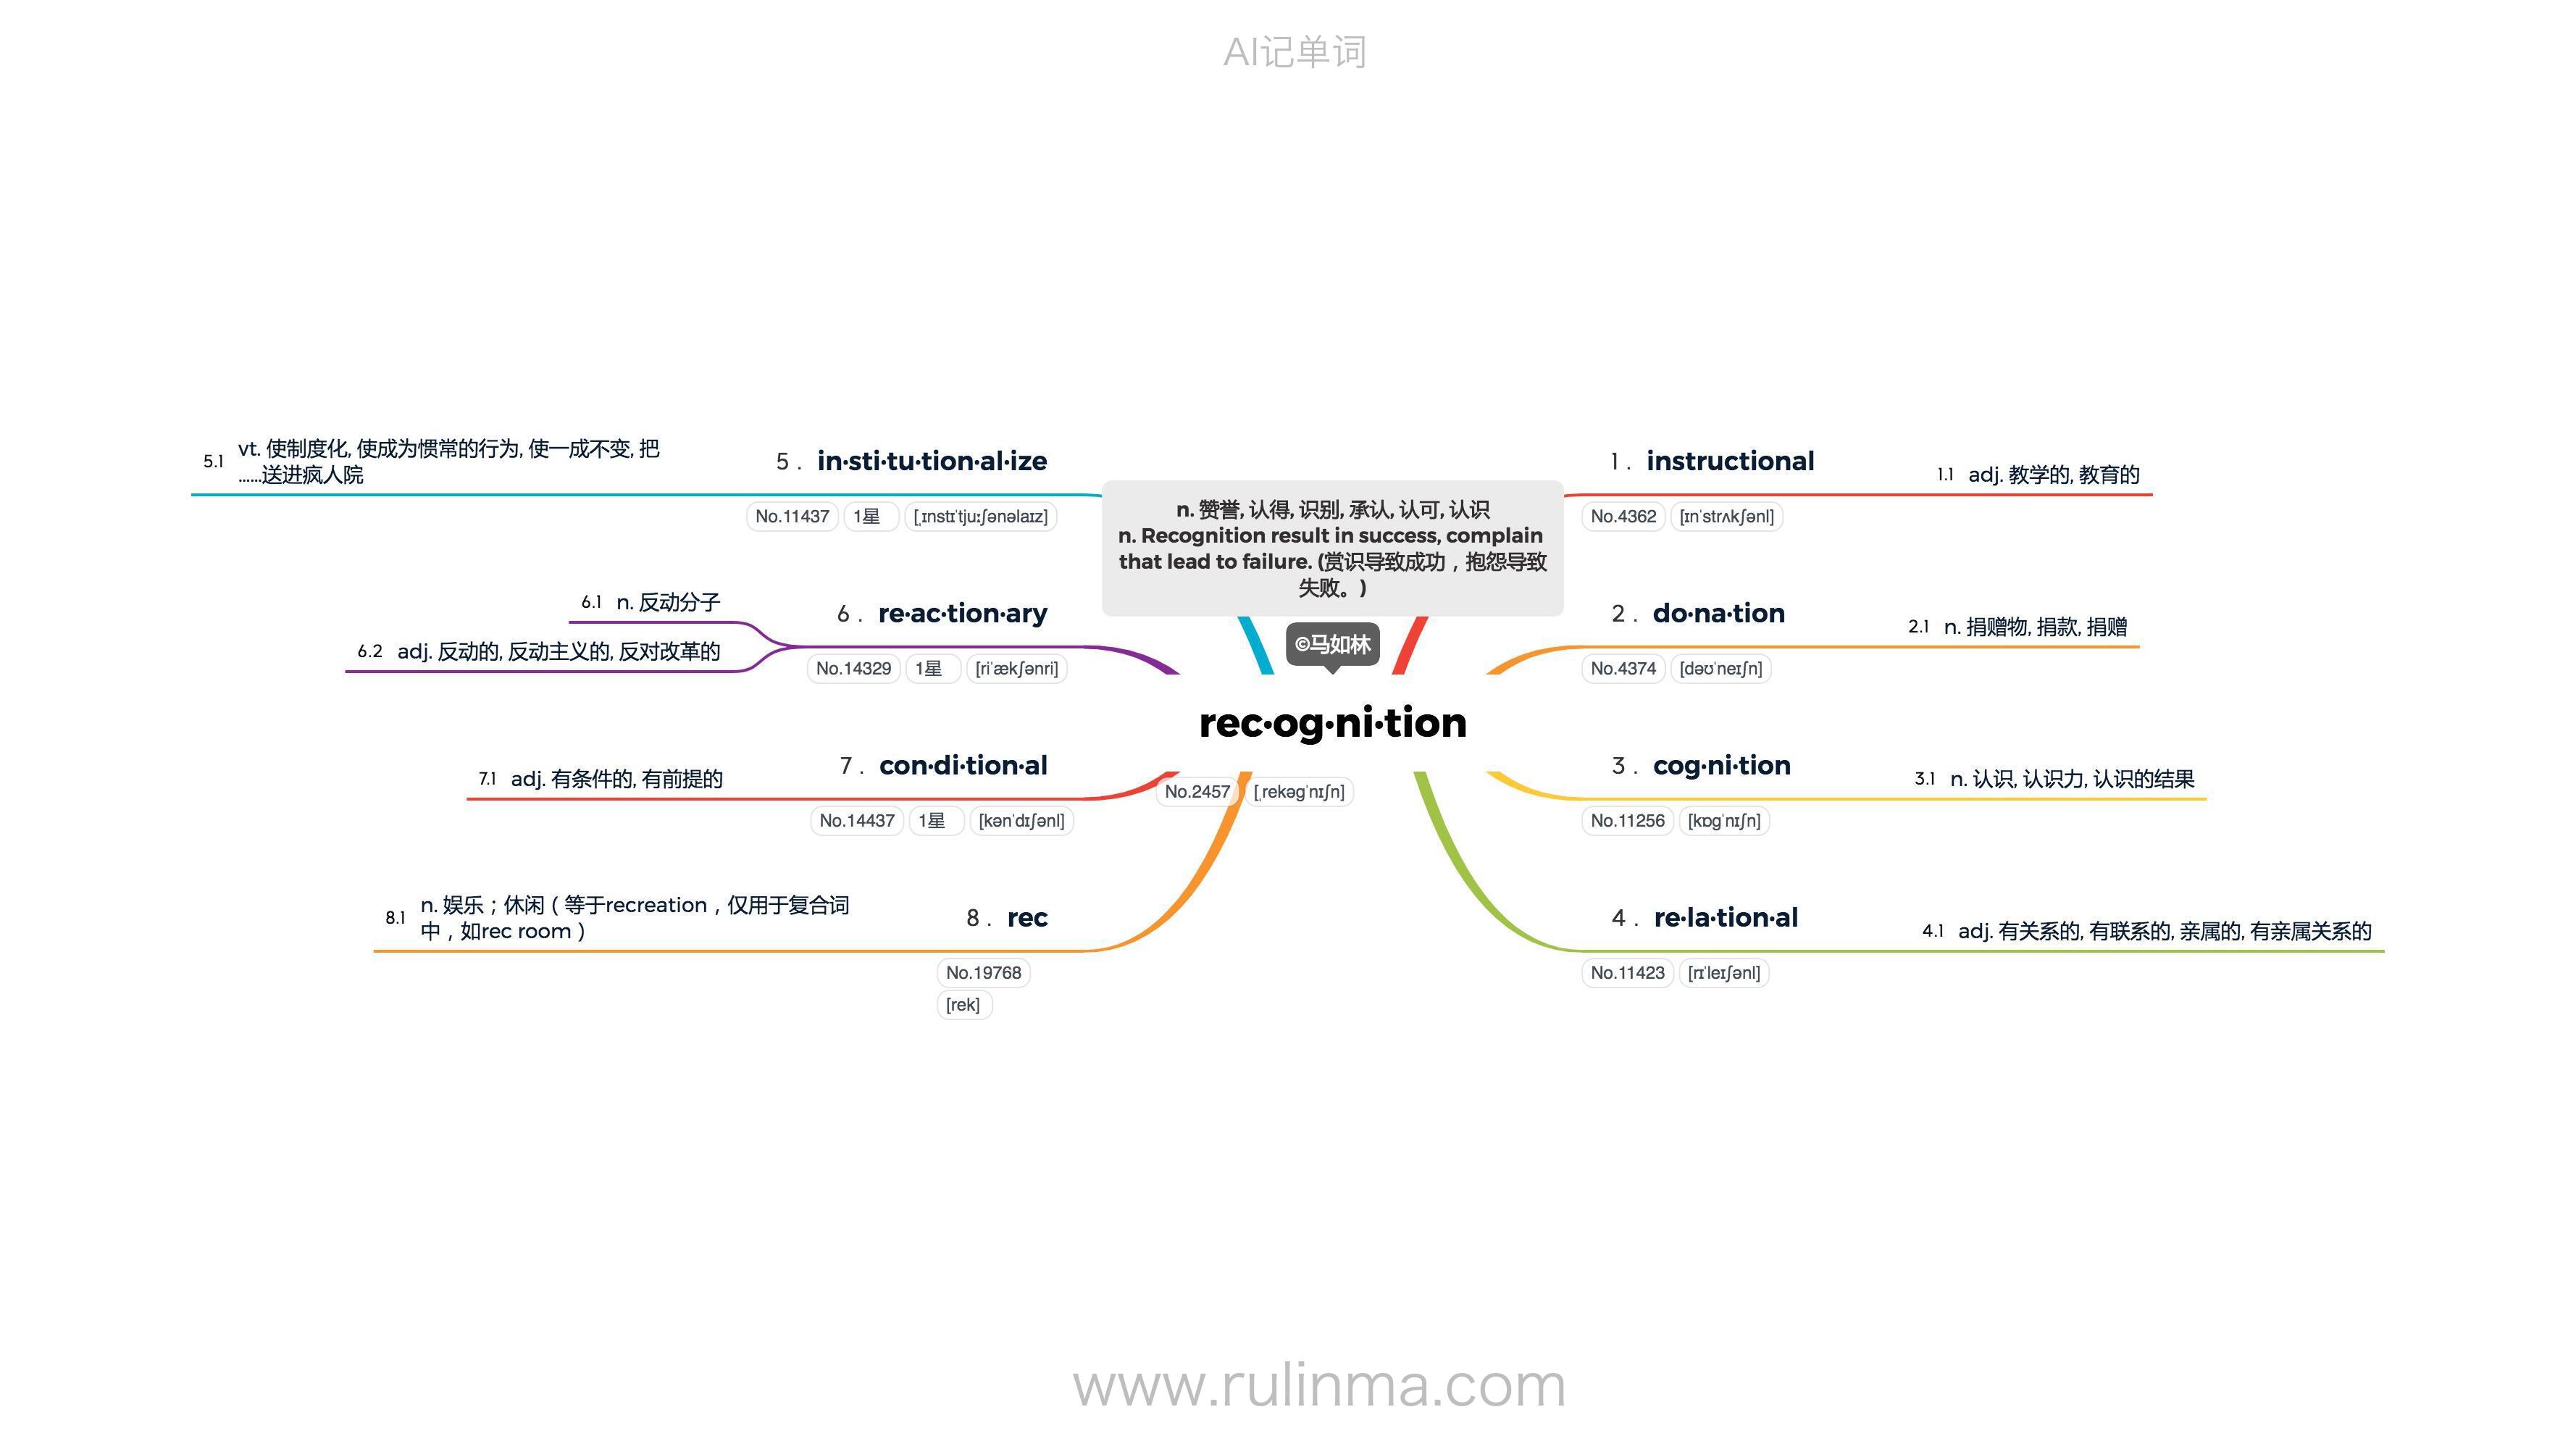 AI记单词
n. 赞誉, 认得, 识别, 承认, 认可, 认识
n. Recognition result in success, complain
that lead to failure. (赏识导致成功，抱怨导致
失败。)
©马如林
rec·og·ni·tion
No.2457 [ˌrekəgˈnɪʃn]
1. instructional
No.4362 [ɪnˈstrʌkʃənl]
1.1 adj. 教学的, 教育的
2. do·na·tion
No.4374 [dəʊˈneɪʃn]
2.1 n. 捐赠物, 捐款, 捐赠
3. cog·ni·tion
No.11256 [kɒgˈnɪʃn]
3.1 n. 认识, 认识力, 认识的结果
4. re·la·tion·al
No.11423 [rɪˈleɪʃənl]
4.1 adj. 有关系的, 有联系的, 亲属的, 有亲属关系的
5. in·sti·tu·tion·al·ize
No.11437 1星 [ˌɪnstɪˈtjuːʃənəlaɪz]
5.1 vt. 使制度化, 使成为惯常的行为, 使一成不变, 把
……送进疯人院
6. re·ac·tion·ary
No.14329 1星 [riˈækʃənri]
6.1 n. 反动分子
6.2 adj. 反动的, 反动主义的, 反对改革的
7. con·di·tion·al
No.14437 1星 [kənˈdɪʃənl]
7.1 adj. 有条件的, 有前提的
8. rec
No.19768
[rek]
8.1 n. 娱乐；休闲（等于recreation，仅用于复合词
中，如rec room）
www.rulinma.com